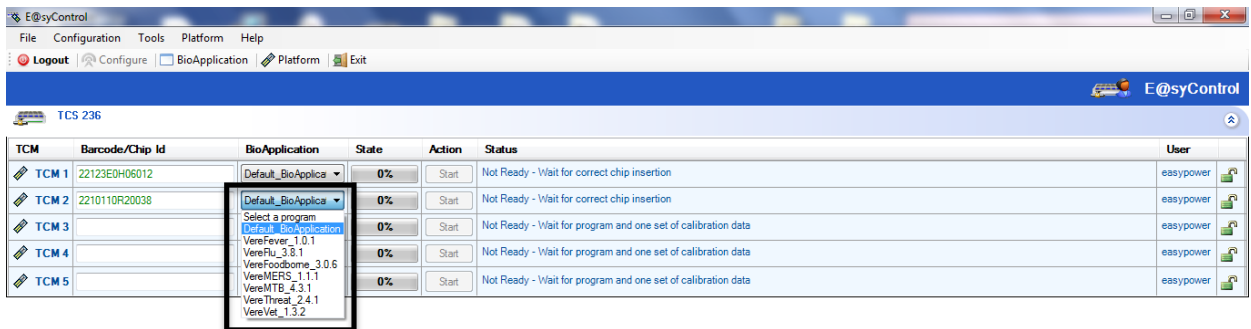 E@syControl
File Configuration Tools Platform Help
Logout Configure BioApplication Platform Exit
E@syControl
TCS 236
TCM Barcode/Chip Id BioApplication State Action Status User
TCM 1 22123E0H06012 Default_BioApplica 0% Start Not Ready - Wait for correct chip insertion easypower
TCM 2 2210110R20038 Default_BioApplica 0% Start Not Ready - Wait for correct chip insertion easypower
Select a program
TCM 3 Default_BioApplication 0% Start Not Ready - Wait for program and one set of calibration data easypower
VereFever_1.0.1
VereFlu_3.8.1
TCM 4 VereFoodborne_3.0.6 0% Start Not Ready - Wait for program and one set of calibration data easypower
VereMERS_1.1.1
TCM 5 VereMTB_4.3.1 0% Start Not Ready - Wait for program and one set of calibration data easypower
VereThreat_2.4.1
VereVet_1.3.2